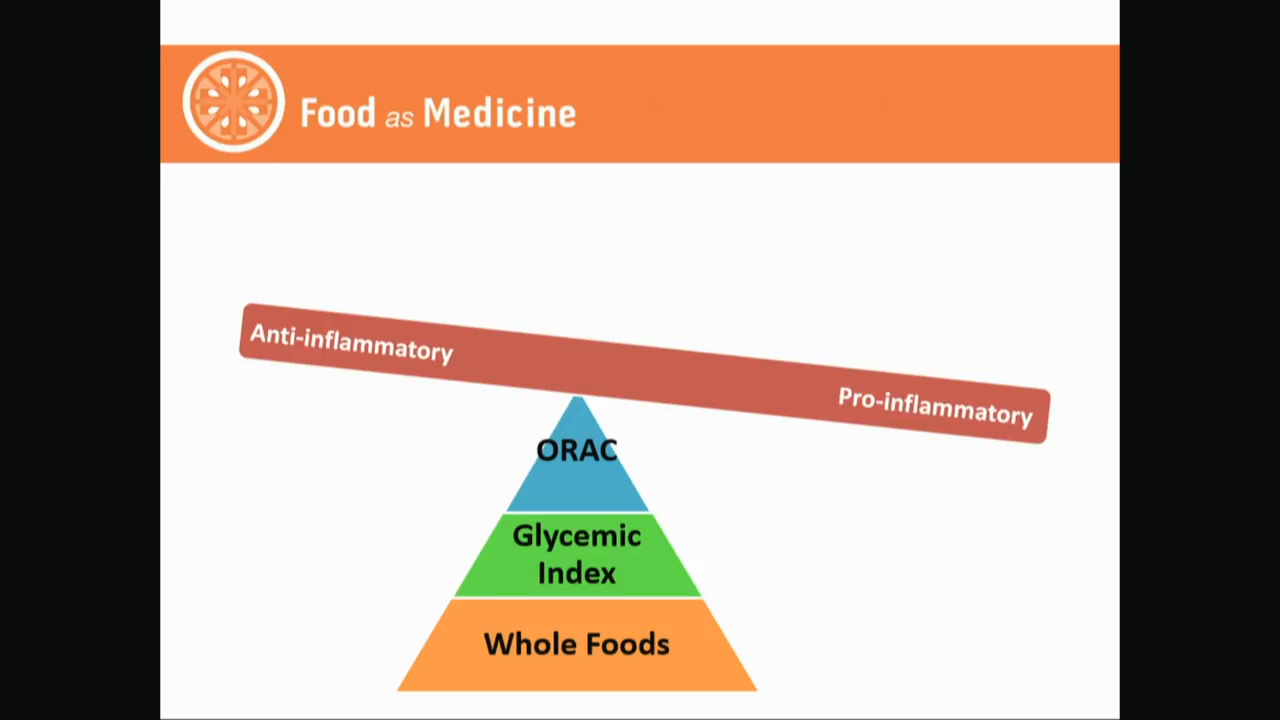 Food as Medicine
Anti-inflammatory
Pro-inflammatory
ORAC
Glycemic
Index
Whole Foods